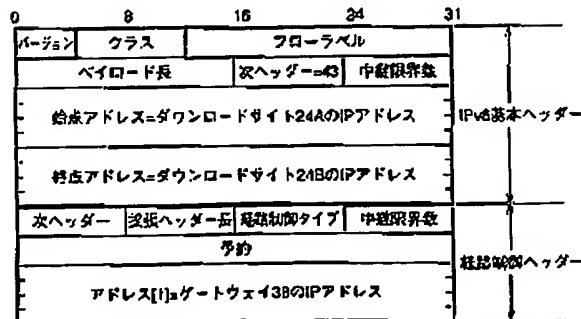 0 8 16 24 31
バージョン クラス フローラベル
ペイロード長 次ヘッダー=43 中継限界数
始点アドレス=ダウンロードサイト24AのIPアドレス
IPv6基本ヘッダー
終点アドレス=ダウンロードサイト24BのIPアドレス
次ヘッダー 拡張ヘッダー長 経路制御タイプ 中継限界数
予約
経路制御ヘッダー
アドレス[1]=ゲートウェイ3BのIPアドレス